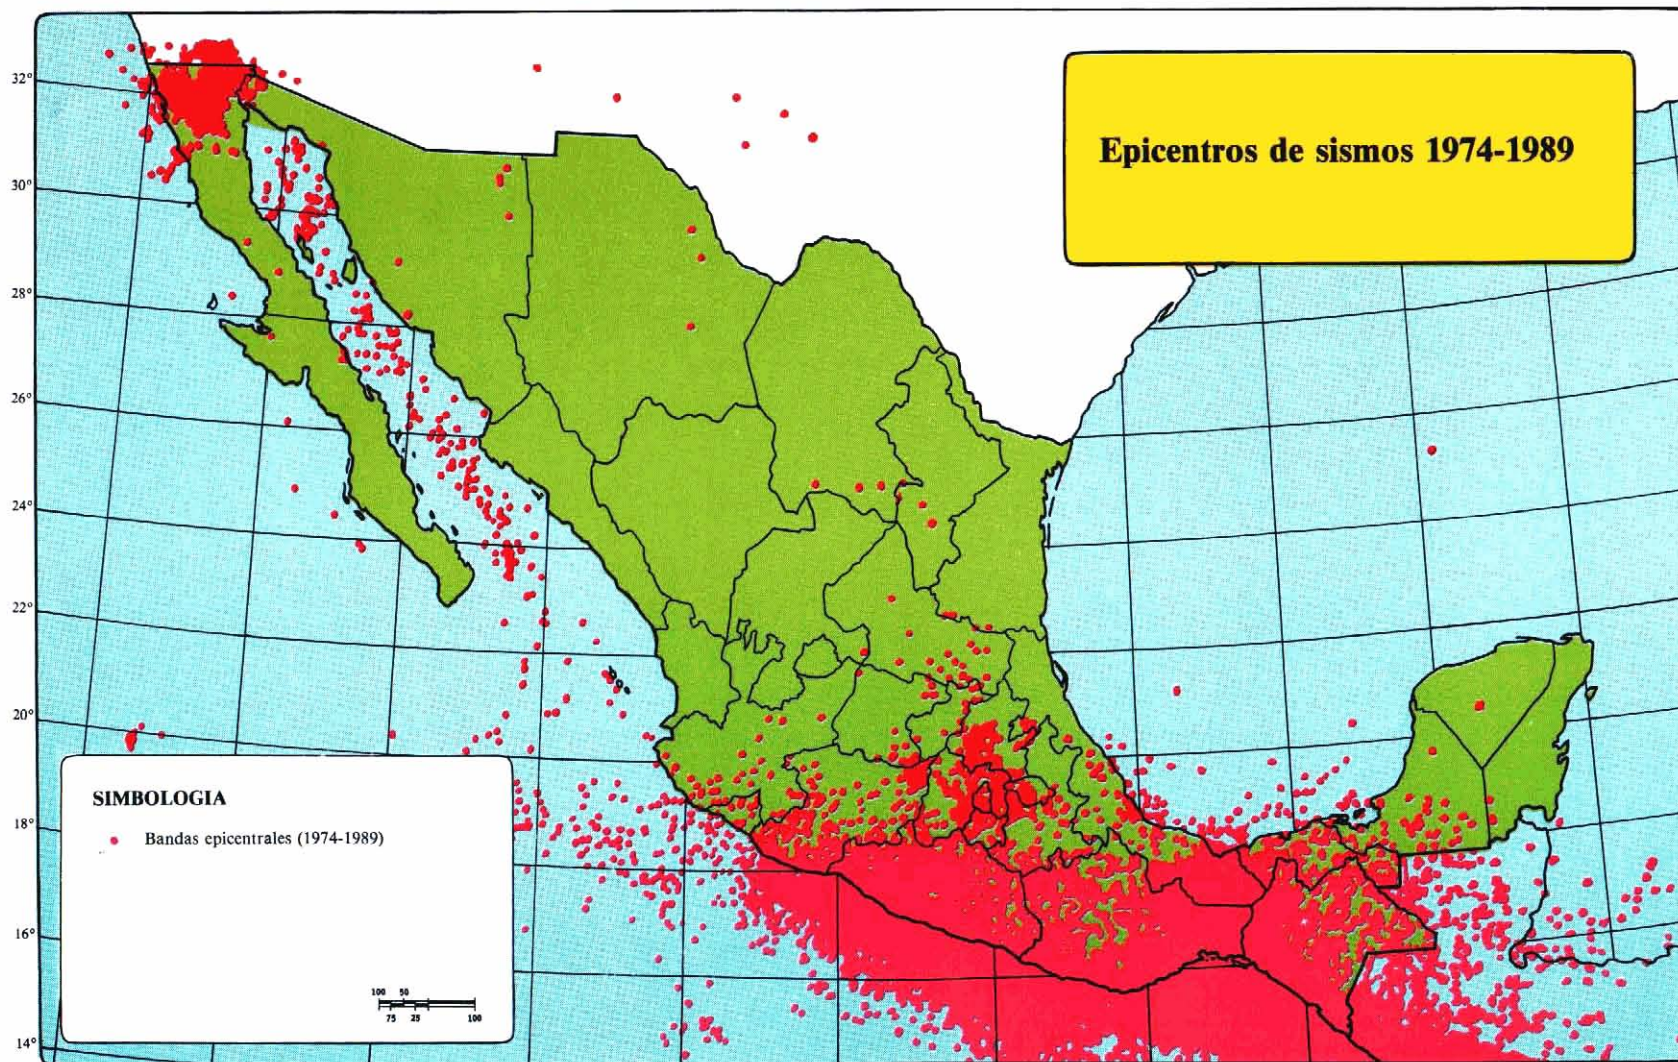 Epicentros de sismos 1974-1989
32°
30°
28°
26°
24°
22°
20°
18°
16°
14°
SIMBOLOGIA
Bandas epicentrales (1974-1989)
100 50
75 25 100